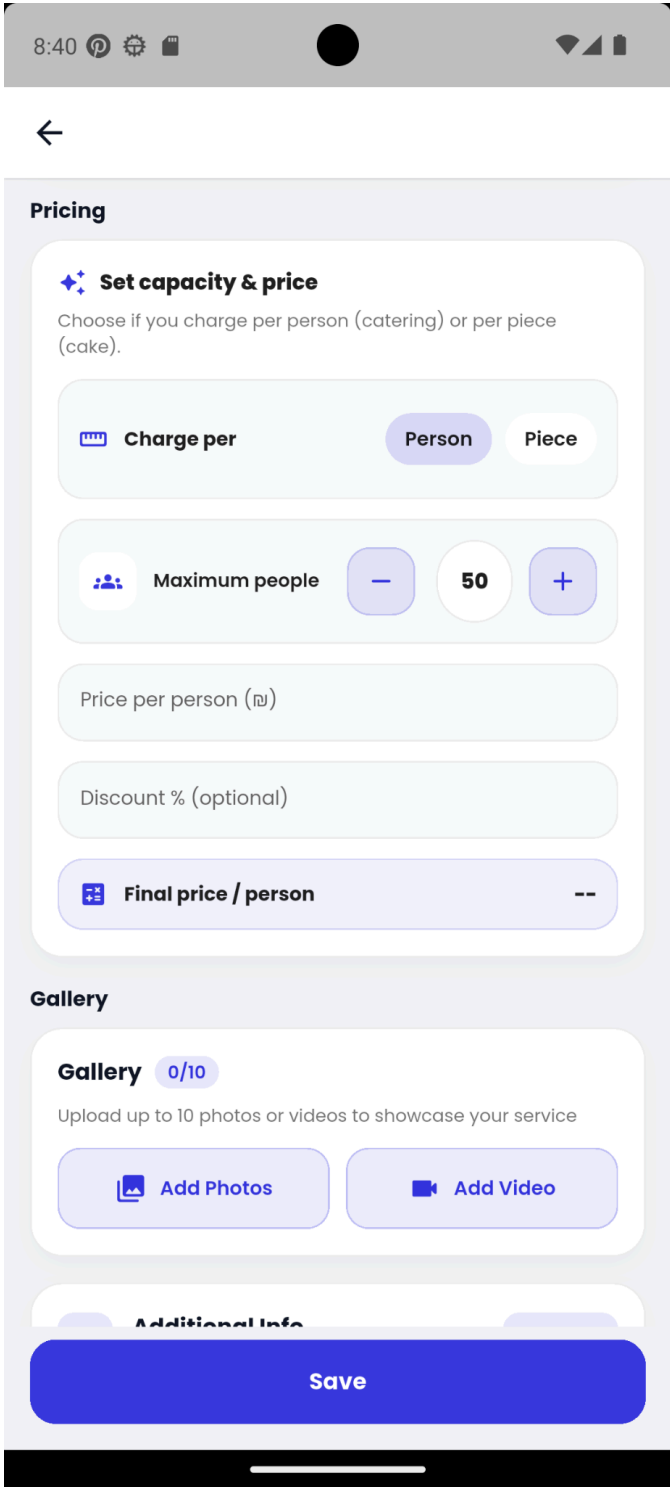 8:40
Pricing
Set capacity & price
Choose if you charge per person (catering) or per piece
(cake).
Charge per Person Piece
Maximum people − 50 +
Price per person (₪)
Discount % (optional)
Final price / person --
Gallery
Gallery 0/10
Upload up to 10 photos or videos to showcase your service
Add Photos Add Video
Additional Info
Save